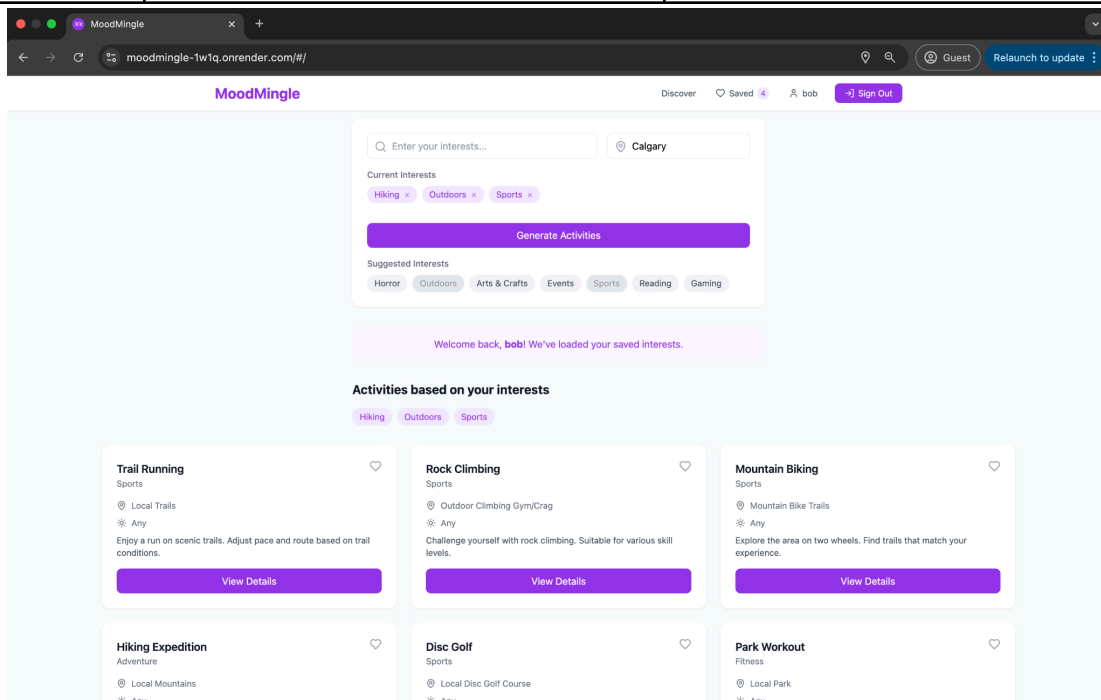 MoodMingle
moodmingle-1w1q.onrender.com/#/
Guest
Relaunch to update
MoodMingle
Discover
Saved 4
bob
Sign Out
Enter your interests...
Calgary
Current Interests
Hiking ×
Outdoors ×
Sports ×
Generate Activities
Suggested Interests
Horror
Outdoors
Arts & Crafts
Events
Sports
Reading
Gaming
Welcome back, bob! We've loaded your saved interests.
Activities based on your interests
Hiking
Outdoors
Sports
Trail Running
Sports
Local Trails
Any
Enjoy a run on scenic trails. Adjust pace and route based on trail
conditions.
View Details
Rock Climbing
Sports
Outdoor Climbing Gym/Crag
Any
Challenge yourself with rock climbing. Suitable for various skill
levels.
View Details
Mountain Biking
Sports
Mountain Bike Trails
Any
Explore the area on two wheels. Find trails that match your
experience.
View Details
Hiking Expedition
Adventure
Local Mountains
Disc Golf
Sports
Local Disc Golf Course
Park Workout
Fitness
Local Park